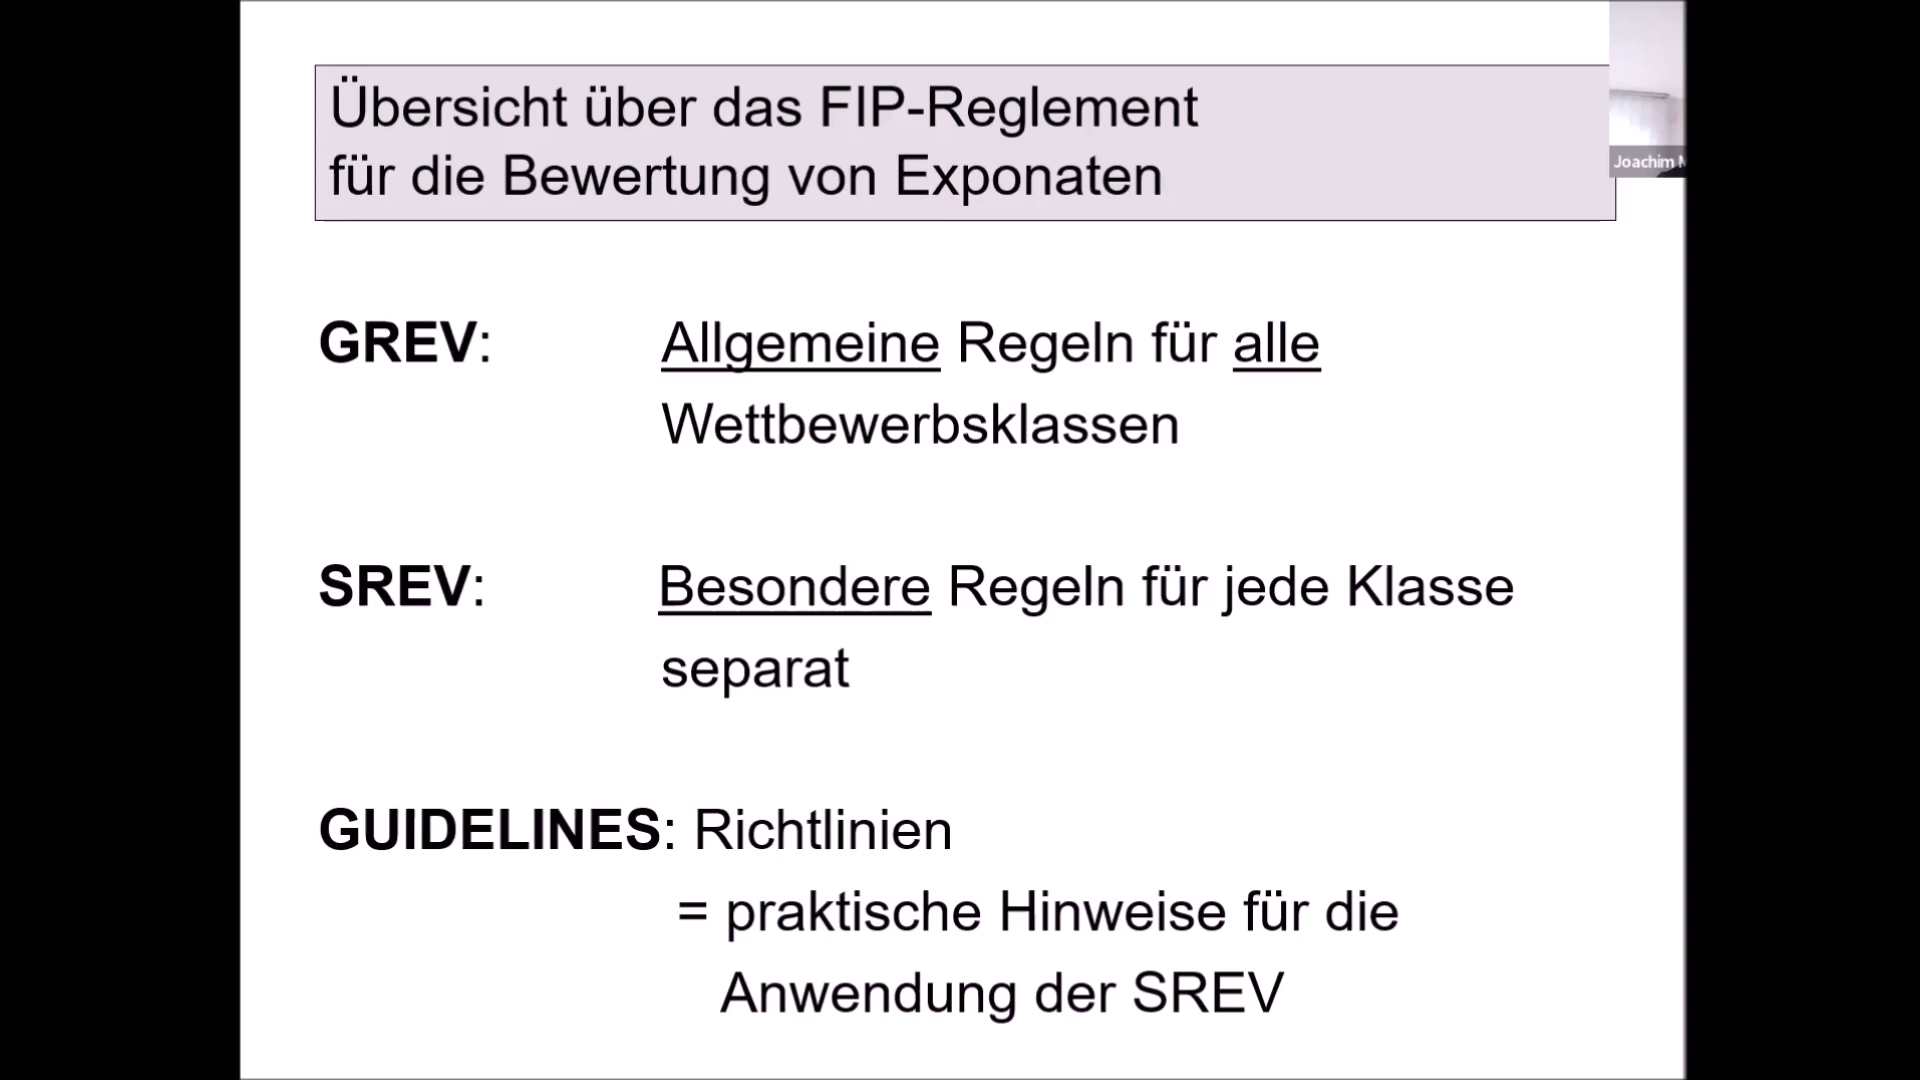 Übersicht über das FIP-Reglement
für die Bewertung von Exponaten
Joachim
GREV: Allgemeine Regeln für alle
Wettbewerbsklassen
SREV: Besondere Regeln für jede Klasse
separat
GUIDELINES: Richtlinien
= praktische Hinweise für die
Anwendung der SREV